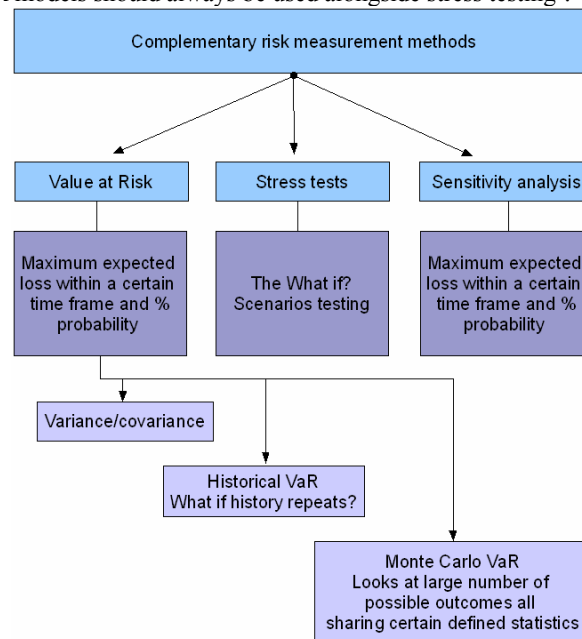 models should always be used alongside stress testing .
Complementary risk measurement methods
Value at Risk
Stress tests
Sensitivity analysis
Maximum expected
loss within a certain
time frame and %
probability
The What if?
Scenarios testing
Maximum expected
loss within a certain
time frame and %
probability
Variance/covariance
Historical VaR
What if history repeats?
Monte Carlo VaR
Looks at large number of
possible outcomes all
sharing certain defined statistics